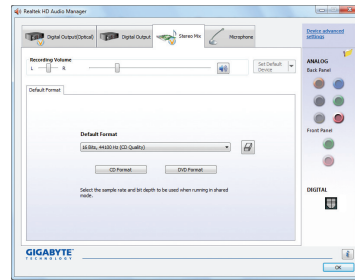 Realtek HD Audio Manager
Digital Output(Optical)
Digital Output
Stereo Mix
Microphone
Device advanced
settings
Recording Volume
L
R
Set Default
Device
ANALOG
Back Panel
Default Format
Default Format
16 Bits, 44100 Hz (CD Quality)
CD Format
DVD Format
Select the sample rate and bit depth to be used when running in shared
mode.
Front Panel
DIGITAL
GIGABYTE
TECHNOLOGY
OK